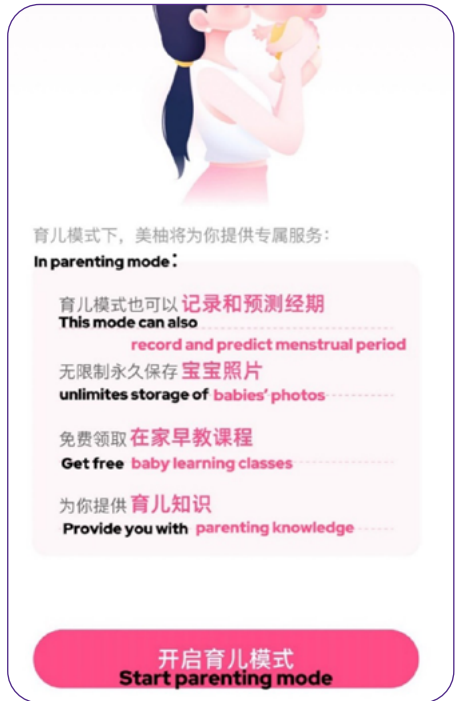 育儿模式下，美柚将为你提供专属服务：
In parenting mode：
育儿模式也可以 记录和预测经期
This mode can also
record and predict menstrual period
无限制永久保存 宝宝照片
unlimites storage of babies’ photos
免费领取 在家早教课程
Get free baby learning classes
为你提供 育儿知识
Provide you with parenting knowledge
开启育儿模式
Start parenting mode